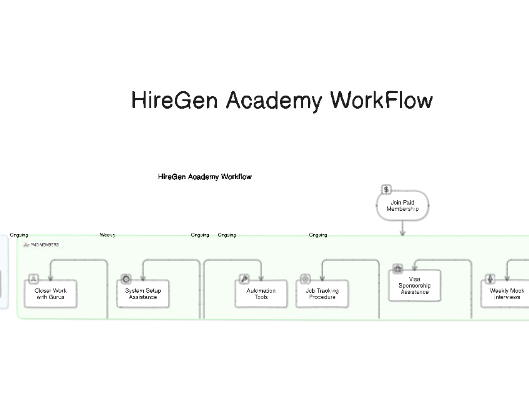 HireGen Academy WorkFlow
HireGen Academy Workflow
Join Paid
Membership
Ongoing
Weekly
Ongoing
Ongoing
Ongoing
PAID MEMBERS
Closer Work
with Gurus
System Setup
Assistance
Automation
Tools
Job Tracking
Procedure
Visa
Sponsorship
Assistance
Weekly Mock
Interviews